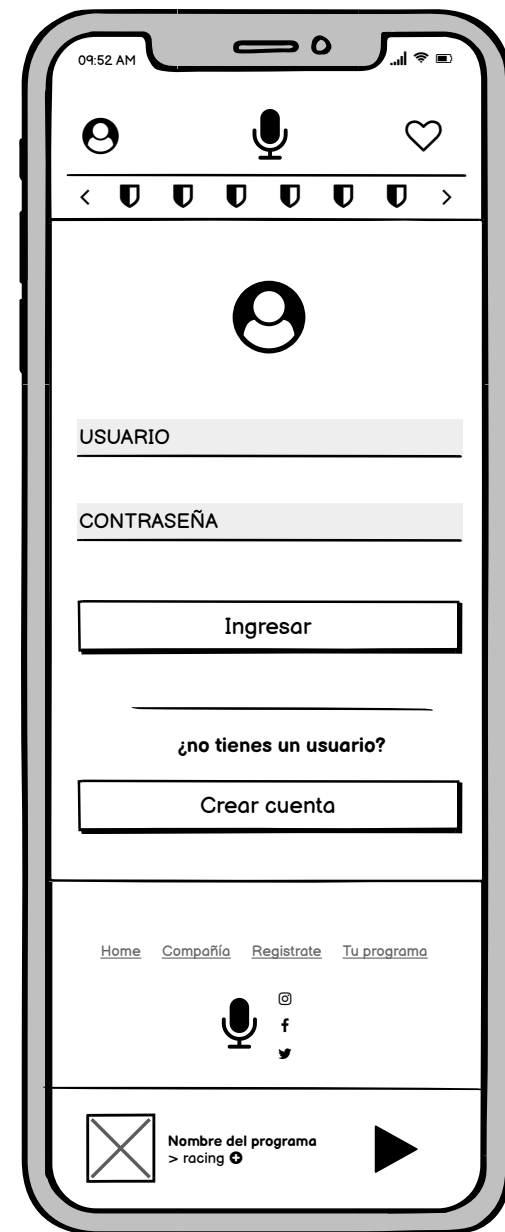 09:52 AM
USUARIO
CONTRASEÑA
Ingresar
¿no tienes un usuario?
Crear cuenta
Home Compañía Registrate Tu programa
Nombre del programa
> racing